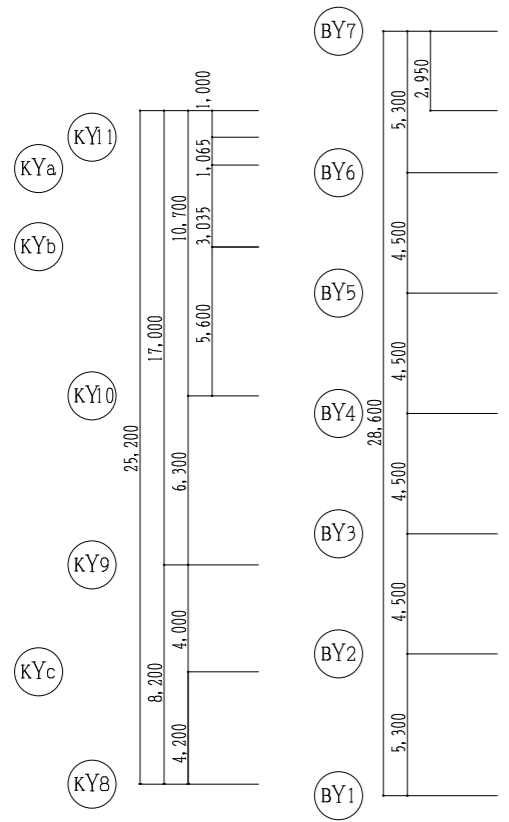 KY11
KYa
KYb
KY10
KY9
KYc
KY8
25,200
17,000
8,200
10,700
6,300
4,000
4,200
1,000
1,065
3,035
5,600
BY7
BY6
BY5
BY4
BY3
BY2
BY1
28,600
5,300
4,500
4,500
4,500
4,500
5,300
2,950